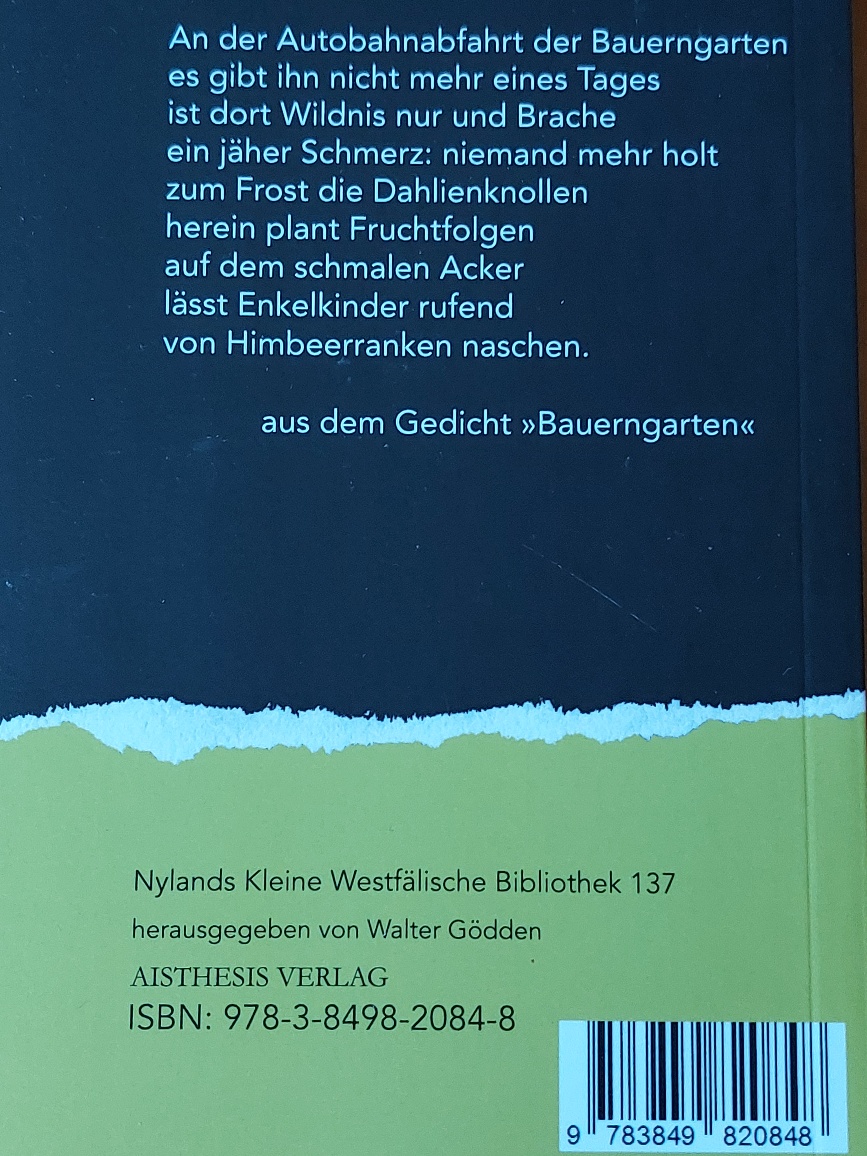 An der Autobahnabfahrt der Bauerngarten
es gibt ihn nicht mehr eines Tages
ist dort Wildnis nur und Brache
ein jäher Schmerz: niemand mehr holt
zum Frost die Dahlienknollen
herein plant Fruchtfolgen
auf dem schmalen Acker
lässt Enkelkinder rufend
von Himbeerranken naschen.
aus dem Gedicht »Bauerngarten«
Nylands Kleine Westfälische Bibliothek 137
herausgegeben von Walter Gödden
AISTHESIS VERLAG
ISBN: 978-3-8498-2084-8
9 783849 820848